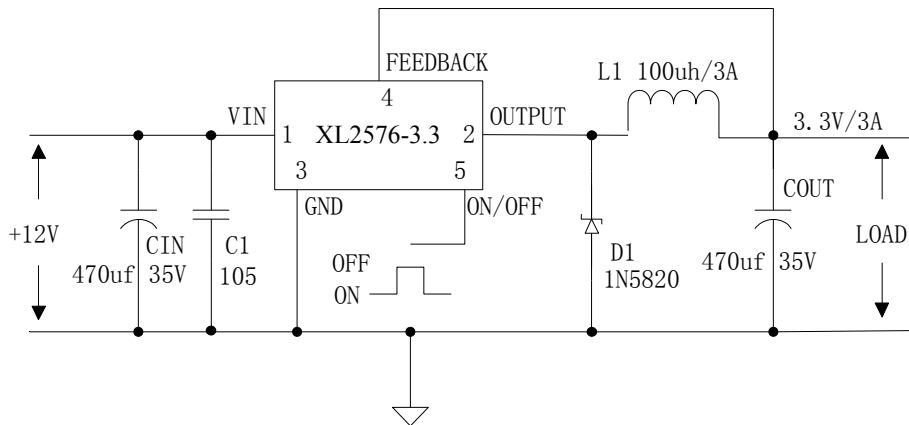 FEEDBACK
L1 100uh/3A
4
VIN
1
XL2576-3.3
2
OUTPUT
3.3V/3A
3
5
GND
ON/OFF
COUT
+12V
CIN
470uf 35V
C1
105
OFF
ON
D1
1N5820
470uf 35V
LOAD